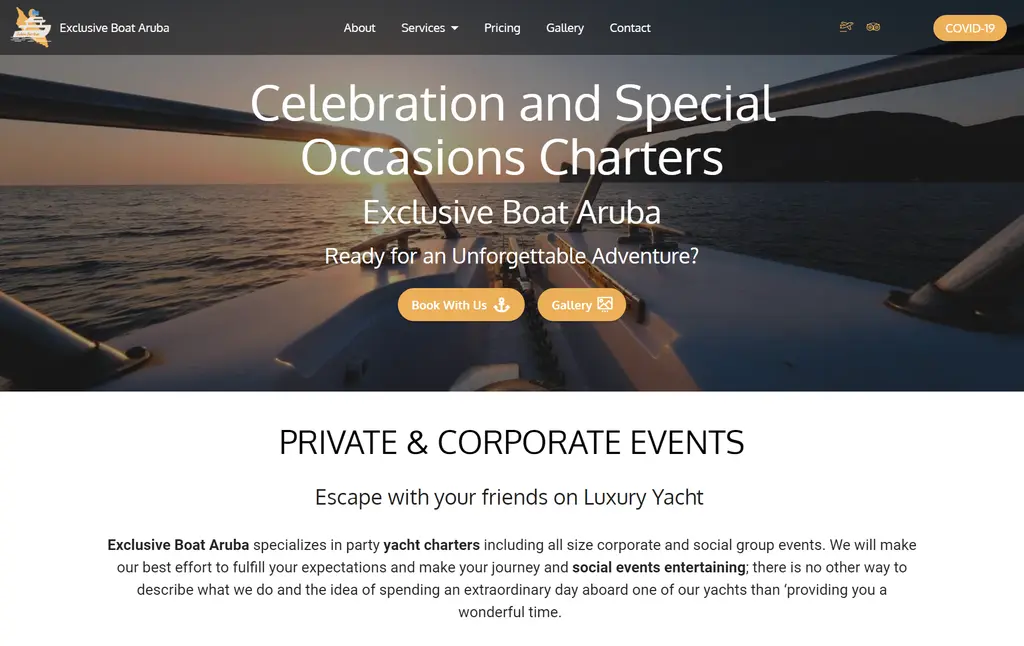 Exclusive Boat Aruba
About
Services
Pricing
Gallery
Contact
COVID-19
Celebration and Special
Occasions Charters
Exclusive Boat Aruba
Ready for an Unforgettable Adventure?
Book With Us
Gallery
PRIVATE & CORPORATE EVENTS
Escape with your friends on Luxury Yacht
Exclusive Boat Aruba specializes in party yacht charters including all size corporate and social group events. We will make
our best effort to fulfill your expectations and make your journey and social events entertaining; there is no other way to
describe what we do and the idea of spending an extraordinary day aboard one of our yachts than ‘providing you a
wonderful time.